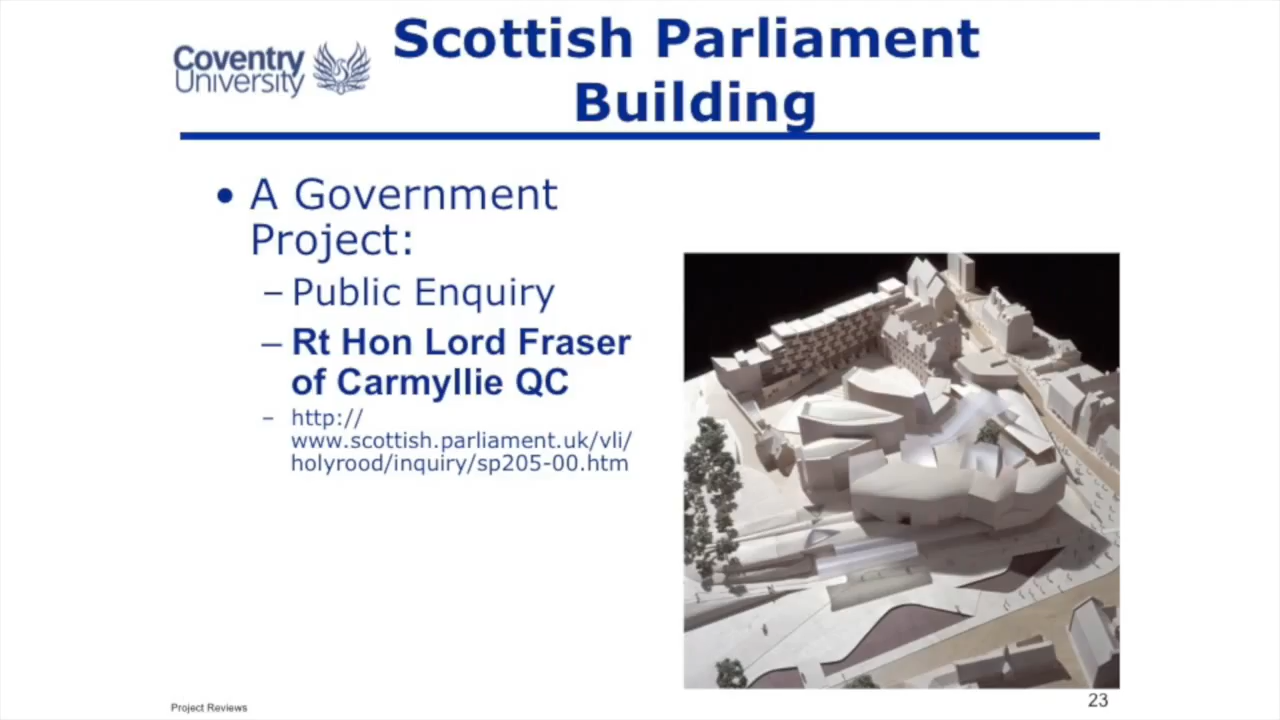 Coventry
University
Scottish Parliament
Building
• A Government
Project:
– Public Enquiry
– Rt Hon Lord Fraser
of Carmyllie QC
– http://
www.scottish.parliament.uk/vli/
holyrood/inquiry/sp205-00.htm
Project Reviews
23